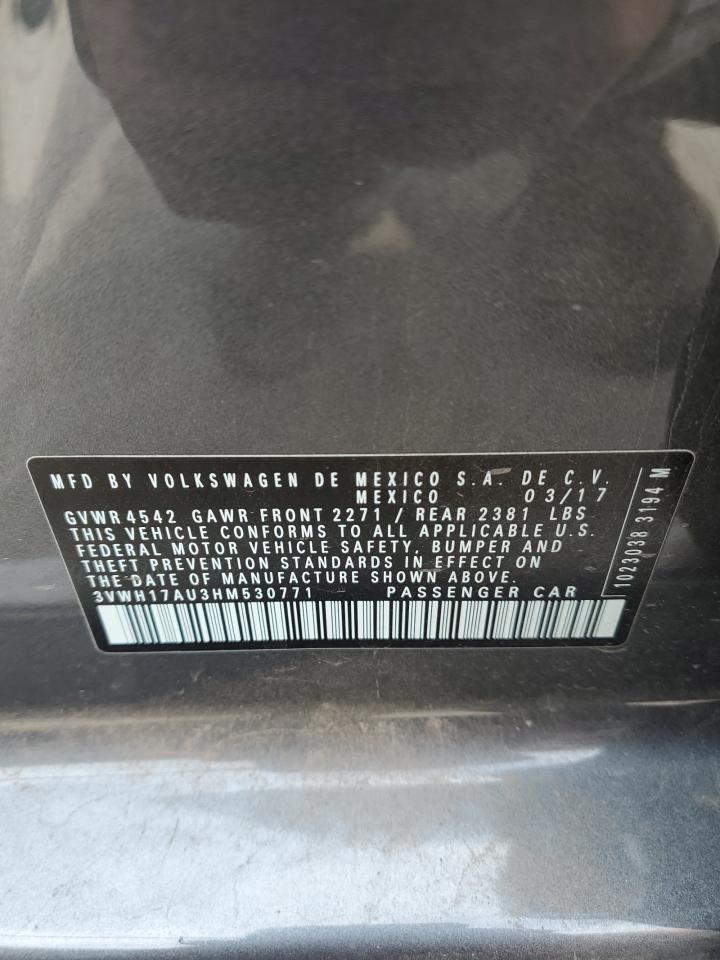 MFD BY VOLKSWAGEN DE MEXICO S.A. DE C.V.
MEXICO 03/17
GVWR 4542 GAWR FRONT 2271 / REAR 2381 LBS
THIS VEHICLE CONFORMS TO ALL APPLICABLE U.S.
FEDERAL MOTOR VEHICLE SAFETY, BUMPER AND
THEFT PREVENTION STANDARDS IN EFFECT ON
THE DATE OF MANUFACTURE SHOWN ABOVE.
3VWH17AU3HM530771 PASSENGER CAR
1023038 3194 M